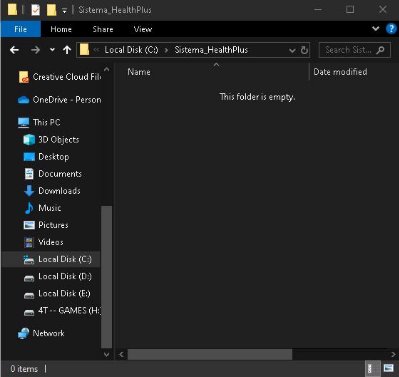 Sistema_HealthPlus
File Home Share View
Local Disk (C:) Sistema_HealthPlus
Search Sist...
Name Date modified
This folder is empty.
Creative Cloud File
OneDrive - Person
This PC
3D Objects
Desktop
Documents
Downloads
Music
Pictures
Videos
Local Disk (C:)
Local Disk (D:)
Local Disk (E:)
4T -- GAMES (H:
Network
0 items